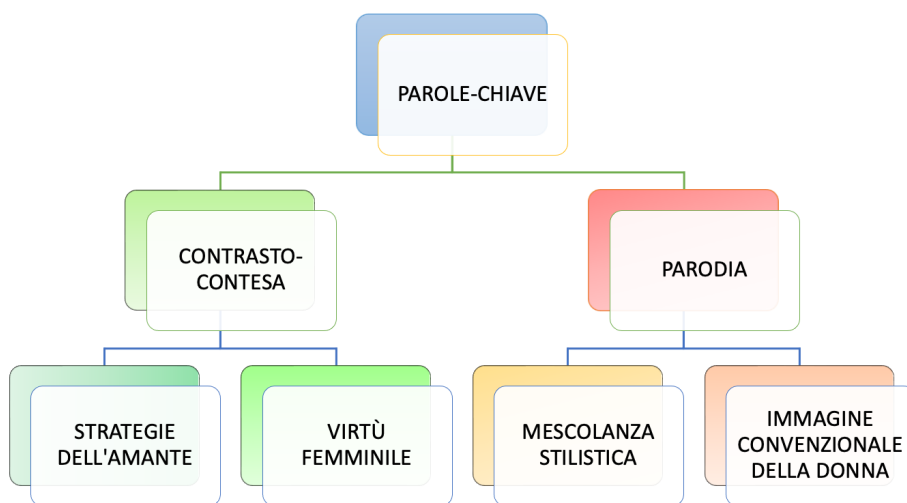 PAROLE-CHIAVE
CONTRASTO-
CONTESA
PARODIA
STRATEGIE
DELL'AMANTE
VIRTÙ
FEMMINILE
MESCOLANZA
STILISTICA
IMMAGINE
CONVENZIONALE
DELLA DONNA